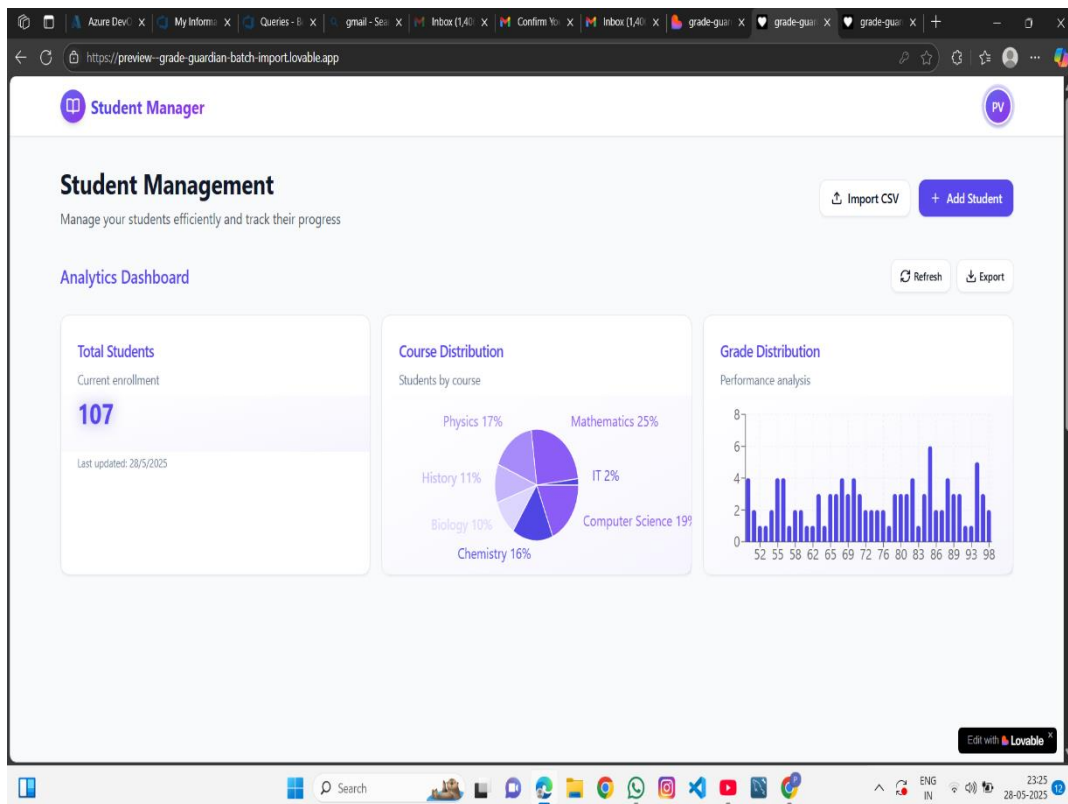 Azure DevO
My Informa
Queries - B
gmail - Sea
Inbox (1,40
Confirm Yo
Inbox (1,40
grade-guar
grade-guar
grade-guar
https://preview--grade-guardian-batch-import.lovable.app
Student Manager
PV
Student Management
Manage your students efficiently and track their progress
Import CSV
+ Add Student
Analytics Dashboard
Refresh
Export
Total Students
Current enrollment
107
Last updated: 28/5/2025
Course Distribution
Students by course
Physics 17%
Mathematics 25%
History 11%
IT 2%
Biology 10%
Computer Science 19%
Chemistry 16%
Grade Distribution
Performance analysis
8
6
4
2
0
52 55 58 62 65 69 72 76 80 83 86 89 93 98
Edit with Lovable x
Search
ENG
IN
23:25
28-05-2025
12